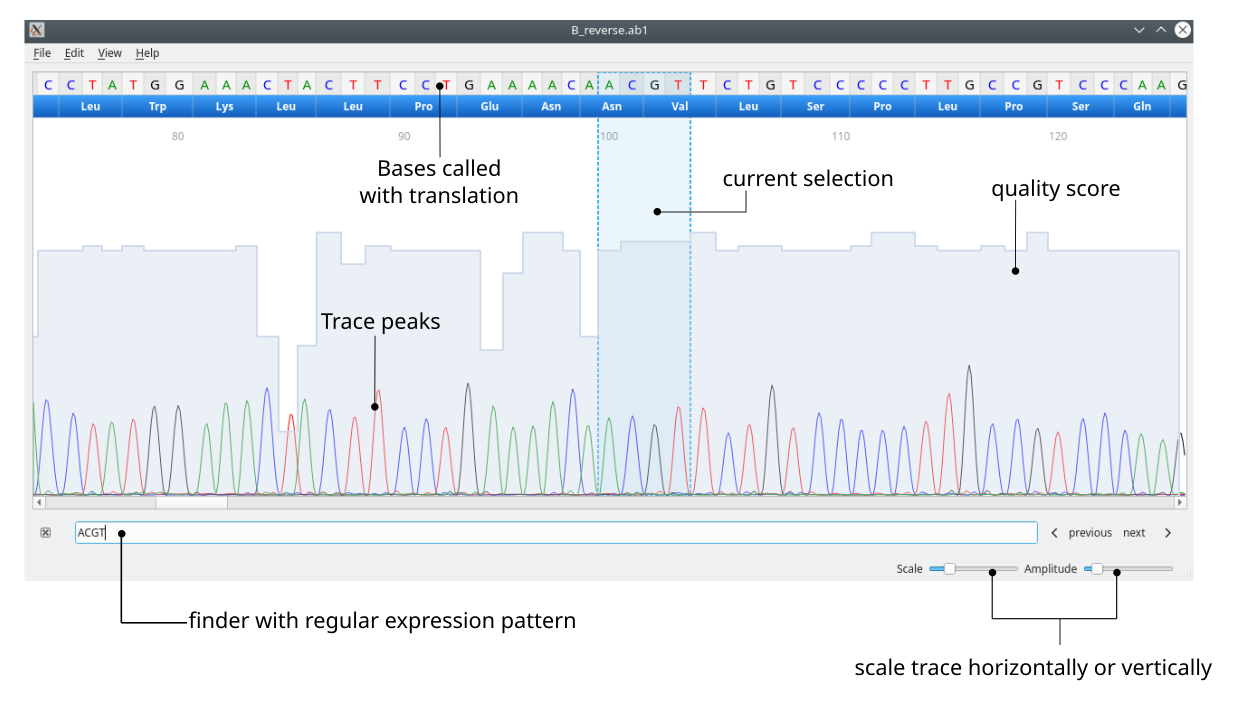 B_reverse.ab1
File Edit View Help
C C T A T G G A A A C T A C T T C C T G A A A A C A A C G T T C T G T C C C C C T T G C C G T C C C A A G
Leu Trp Lys Leu Leu Pro Glu Asn Asn Val Leu Ser Pro Leu Pro Ser Gln
80 90 100 110 120
Bases called
with translation
current selection
quality score
Trace peaks
ACGT
previous next
Scale Amplitude
finder with regular expression pattern
scale trace horizontally or vertically